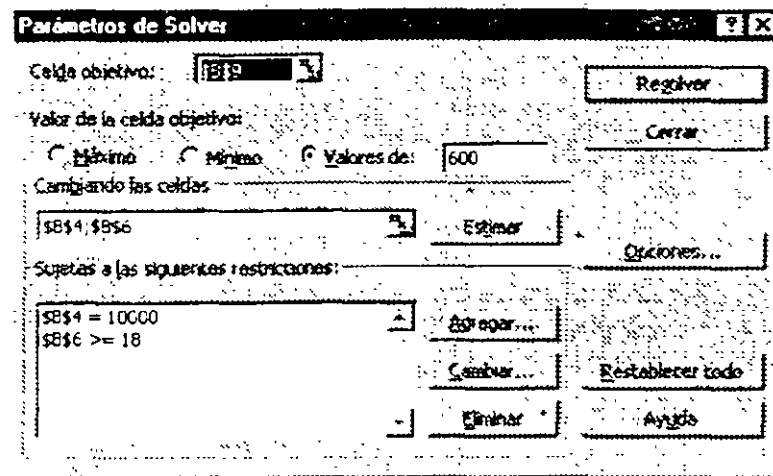 Parámetros de Solver
Celda objetivo:
Resolver
Valor de la celda objetivo:
Cerrar
Máximo Mínimo Valores de: 600
Cambiando las celdas
$B$4;$B$6 Estimar
Opciones...
Sujetas a las siguientes restricciones:
$B$4 = 10000
$B$6 >= 18
Agregar...
Cambiar... Restablecer todo
Eliminar Ayuda